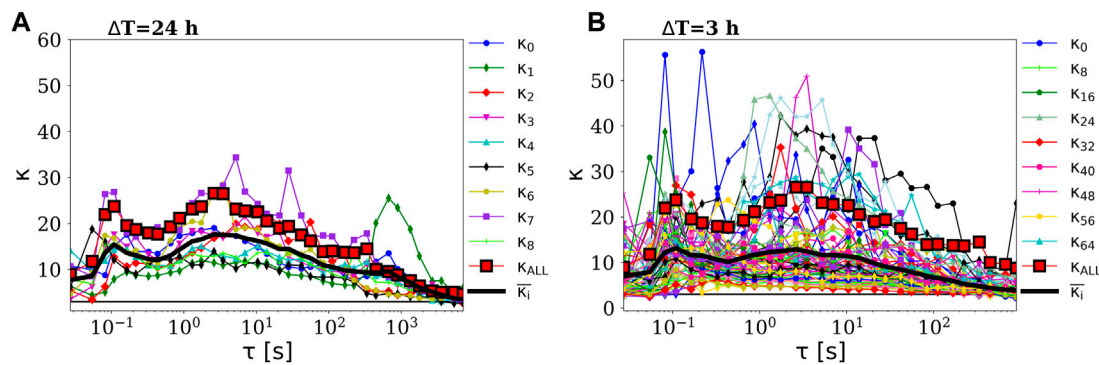 A
ΔT=24 h
60
50
40
30
20
10
κ
10⁻¹
10⁰
10¹
10²
10³
τ [s]
κ₀
κ₁
κ₂
κ₃
κ₄
κ₅
κ₆
κ₇
κ₈
κ_ALL
κ̅ᵢ
B
ΔT=3 h
50
40
30
20
10
0
κ
10⁻¹
10⁰
10¹
10²
τ [s]
κ₀
κ₈
κ₁₆
κ₂₄
κ₃₂
κ₄₀
κ₄₈
κ₅₆
κ₆₄
κ_ALL
κ̅ᵢ